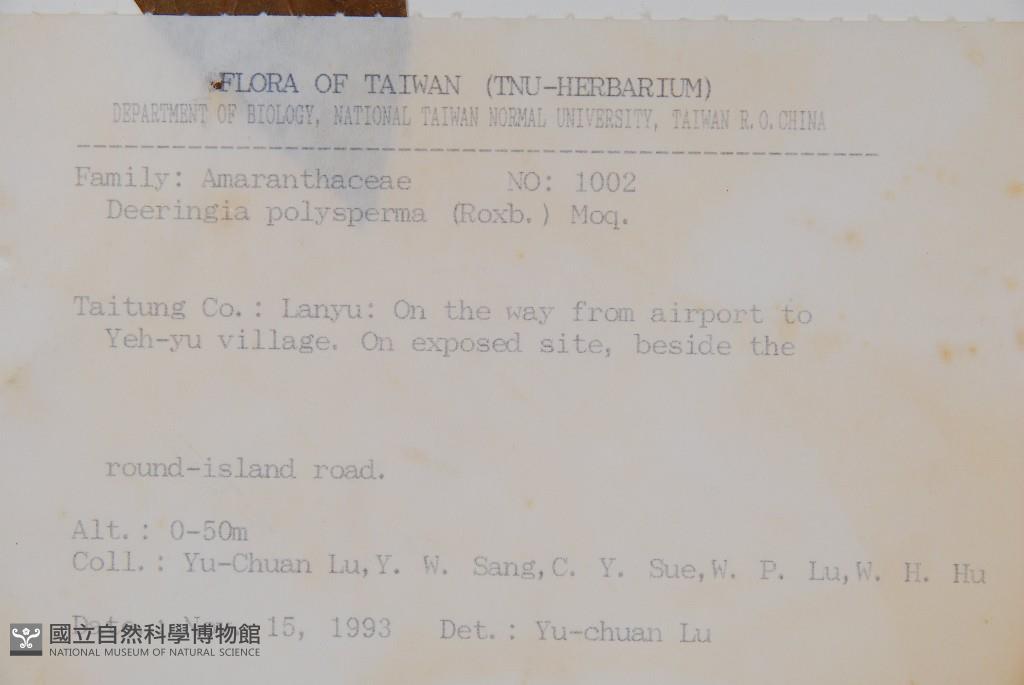 FLORA OF TAIWAN (TNU-HERBARIUM)
DEPARTMENT OF BIOLOGY, NATIONAL TAIWAN NORMAL UNIVERSITY, TAIWAN R.O.CHINA
Family: Amaranthaceae NO: 1002
Deeringia polysperma (Roxb.) Moq.
Taitung Co.: Lanyu: On the way from airport to
Yeh-yu village. On exposed site, beside the
round-island road.
Alt.: 0-50m
Coll.: Yu-Chuan Lu,Y. W. Sang,C. Y. Sue,W. P. Lu,W. H. Hu
Date.: Nov. 15, 1993 Det.: Yu-chuan Lu
國立自然科學博物館
NATIONAL MUSEUM OF NATURAL SCIENCE